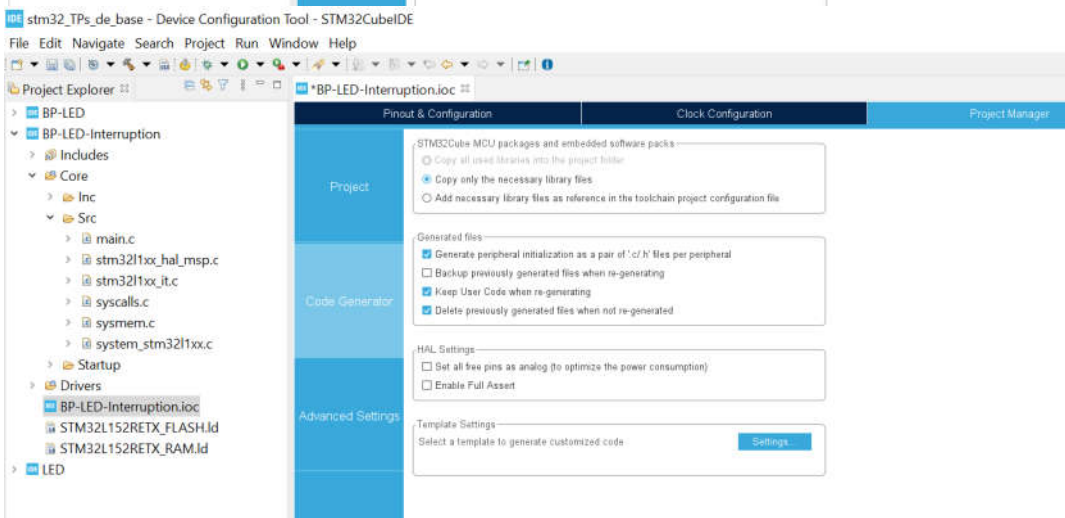 IDE stm32_TPs_de_base - Device Configuration Tool - STM32CubeIDE
File Edit Navigate Search Project Run Window Help
Project Explorer
*BP-LED-Interruption.ioc
BP-LED
BP-LED-Interruption
Includes
Core
Inc
Src
main.c
stm32l1xx_hal_msp.c
stm32l1xx_it.c
syscalls.c
sysmem.c
system_stm32l1xx.c
Startup
Drivers
BP-LED-Interruption.ioc
STM32L152RETX_FLASH.ld
STM32L152RETX_RAM.ld
LED
Pinout & Configuration
Clock Configuration
Project Manager
Project
Code Generator
Advanced Settings
STM32Cube MCU packages and embedded software packs
Copy all used libraries into the project folder
Copy only the necessary library files
Add necessary library files as reference in the toolchain project configuration file
Generated files
Generate peripheral initialization as a pair of '.c/.h' files per peripheral
Backup previously generated files when re-generating
Keep User Code when re-generating
Delete previously generated files when not re-generated
HAL Settings
Set all free pins as analog (to optimize the power consumption)
Enable Full Assert
Template Settings
Select a template to generate customized code
Settings...